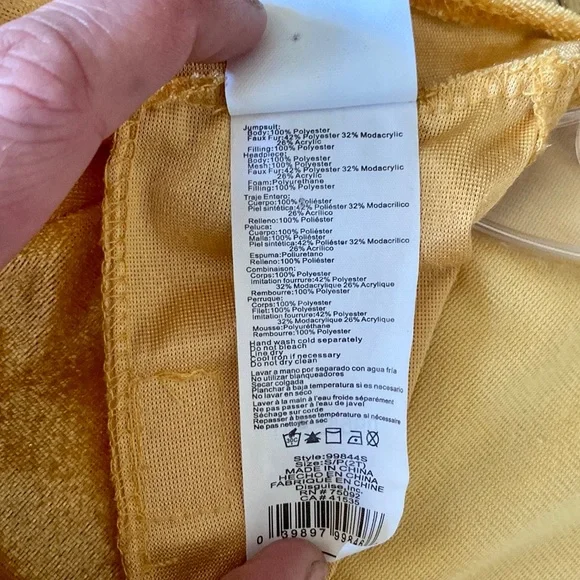 Jumpsuit:
Body:100% Polyester
Faux Fur:42% Polyester 32% Modacrylic
26% Acrylic
Filling:100% Polyester
Headpiece:
Body:100% Polyester
Mesh:100% Polyester
Faux Fur:42% Polyester 32% Modacrylic
26% Acrylic
Foam:Polyurethane
Filling:100% Polyester
Traje Entero:
Cuerpo:100% Poliéster
Piel sintética:42% Poliéster 32% Modacrílico
26% Acrílico
Relleno:100% Poliéster
Peluca:
Cuerpo:100% Poliéster
Malla:100% Poliéster
Piel sintética:42% Poliéster 32% Modacrílico
26% Acrílico
Espuma:Poliuretano
Relleno:100% Poliéster
Combinaison:
Corps:100% Polyester
Imitation fourrure:42% Polyester
32% Modacrylique 26% Acrylique
Rembourre:100% Polyester
Perruque:
Corps:100% Polyester
Filet:100% Polyester
Imitation fourrure:42% Polyester
32% Modacrylique 26% Acrylique
Mousse:Polyuréthane
Rembourre:100% Polyester
Hand wash cold separately
Do not bleach
Line dry
Cool iron if necessary
Do not dry clean
Lavar a mano por separado con agua fría
No utilizar blanqueadores
Secar colgada
Planchar à baja temperatura si es necesario
No lavar en seco
Laver à la main à l'eau froide séparément
Ne pas utiliser à l'eau de javel
Séchage sur corde
Repasser à basse température si nécessaire
Ne pas nettoyer à sec
Style:99844S
Size:S/P(2T)
MADE IN CHINA
HECHO EN CHINA
FABRIQUE EN CHINE
Disguise,Inc.
RN# 75092
CA# 41535
0 39897 9984